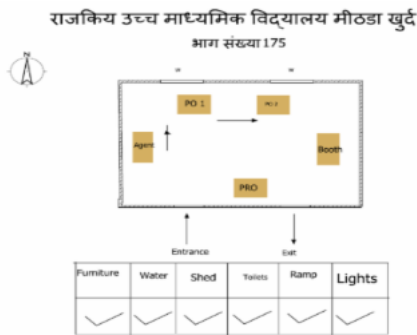 राजकिय उच्च माध्यमिक विद्यालय मीठडा खुर्द
भाग संख्या 175
N
PO 1
PO 2
Agent
Booth
PRO
Entrance
Exit
Furniture Water Shed Toilets Ramp Lights